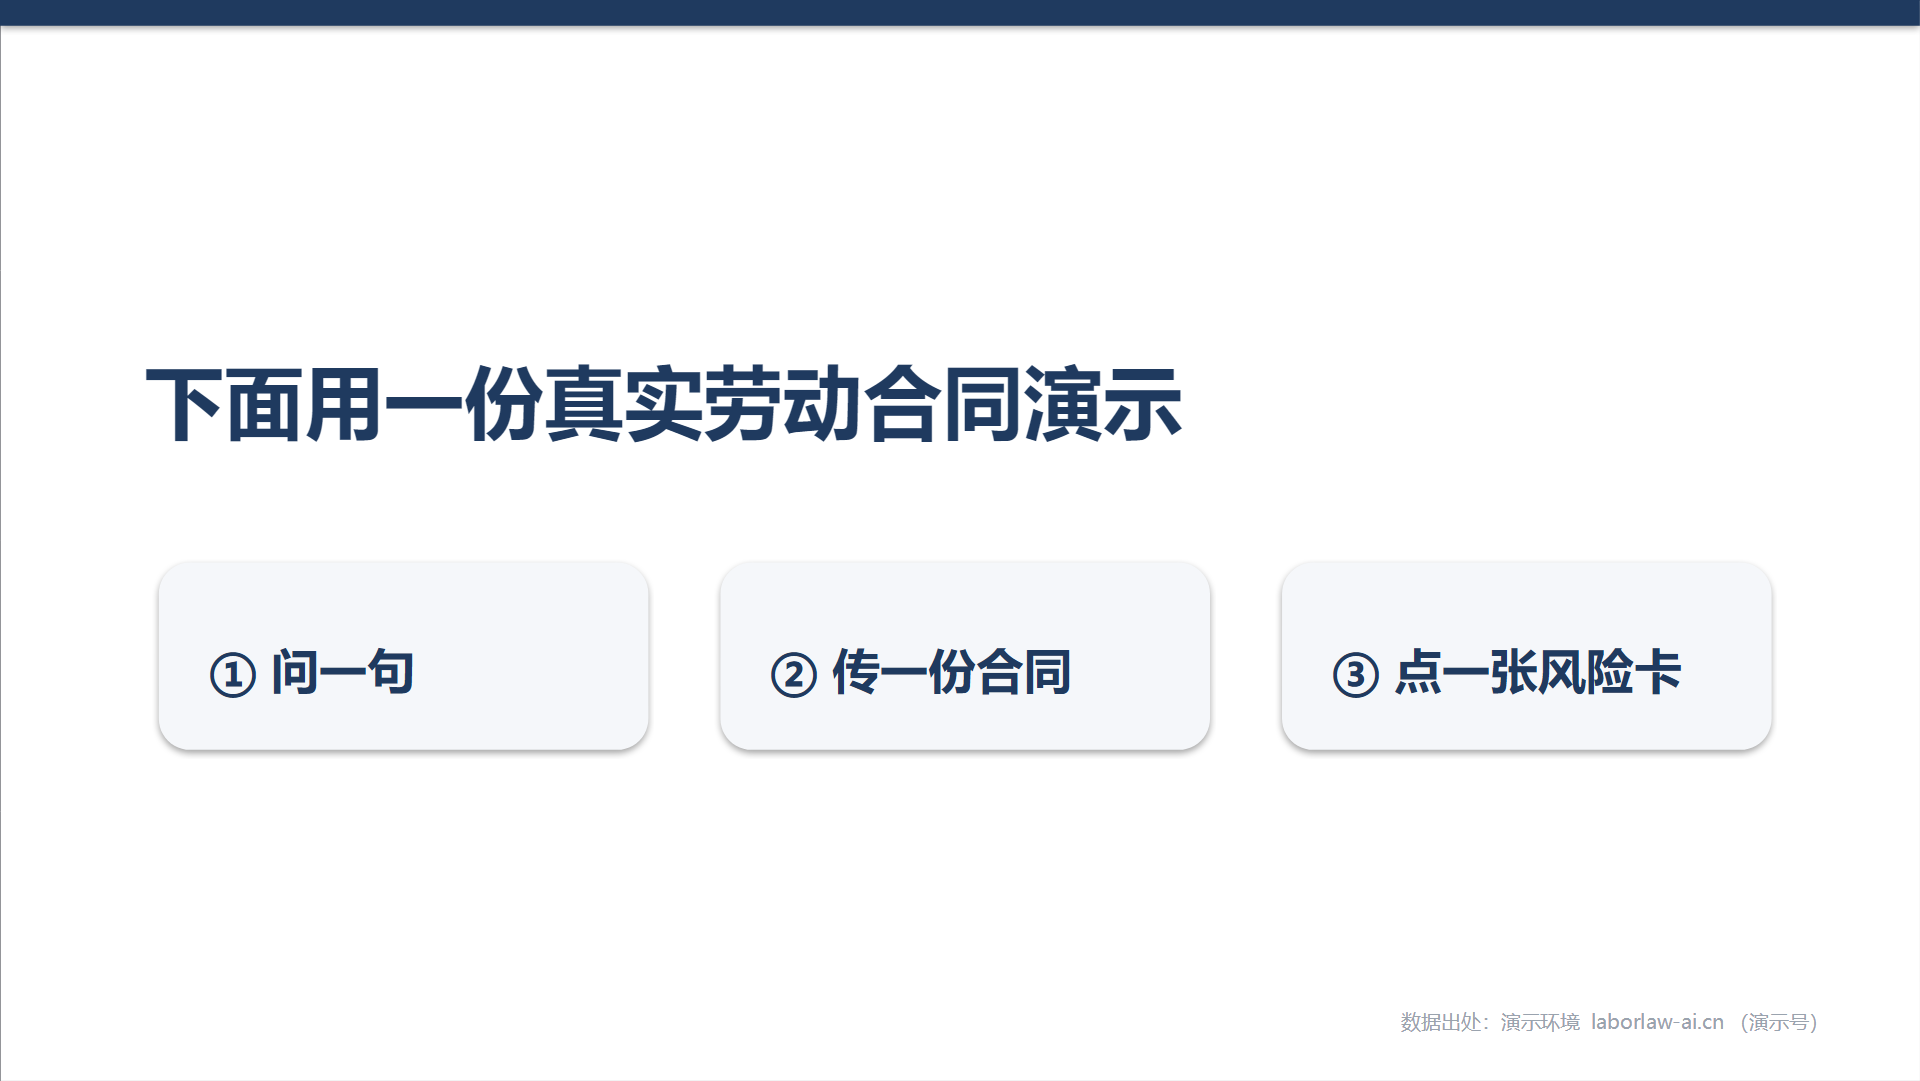 下面用一份真实劳动合同演示
① 问一句
② 传一份合同
③ 点一张风险卡
数据出处：演示环境 laborlaw-ai.cn （演示号）